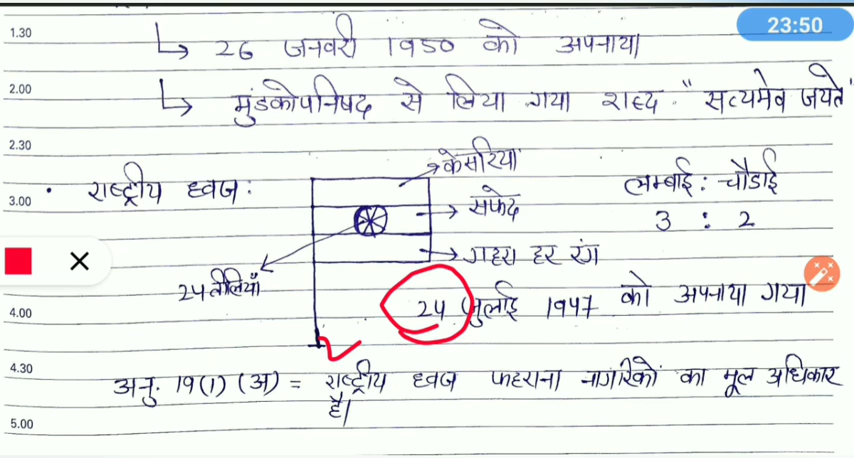 23:50
1.30
↳ 26 जनवरी 1950 को अपनाया
2.00
↳ मुंडकोपनिषद से लिया गया शब्द "सत्यमेव जयते"
2.30
→ केसरिया
• राष्ट्रीय ध्वज :
लम्बाई : चौडाई
3.00
→ सफेद
3 : 2
→ गहरा हर रंग
24 तीलियाँ
24 जुलाई 1947 को अपनाया गया
4.00
4.30
अनु. 19(1) (अ) = राष्ट्रीय ध्वज फहराना नागरिकों का मूल अधिकार
है।
5.00